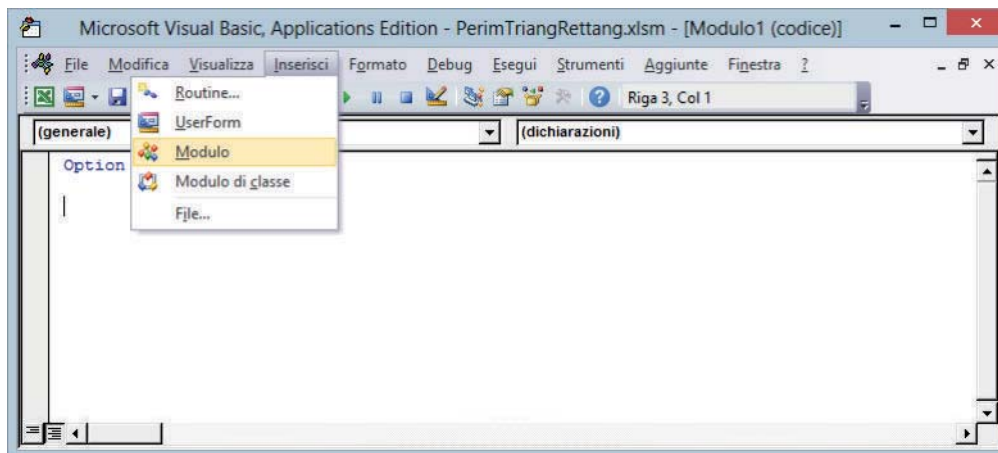 Microsoft Visual Basic, Applications Edition - PerimTriangRettang.xlsm - [Modulo1 (codice)]
File Modifica Visualizza Inserisci Formato Debug Esegui Strumenti Aggiunte Finestra ?
Riga 3, Col 1
(generale) (dichiarazioni)
Option
Routine...
UserForm
Modulo
Modulo di classe
File...